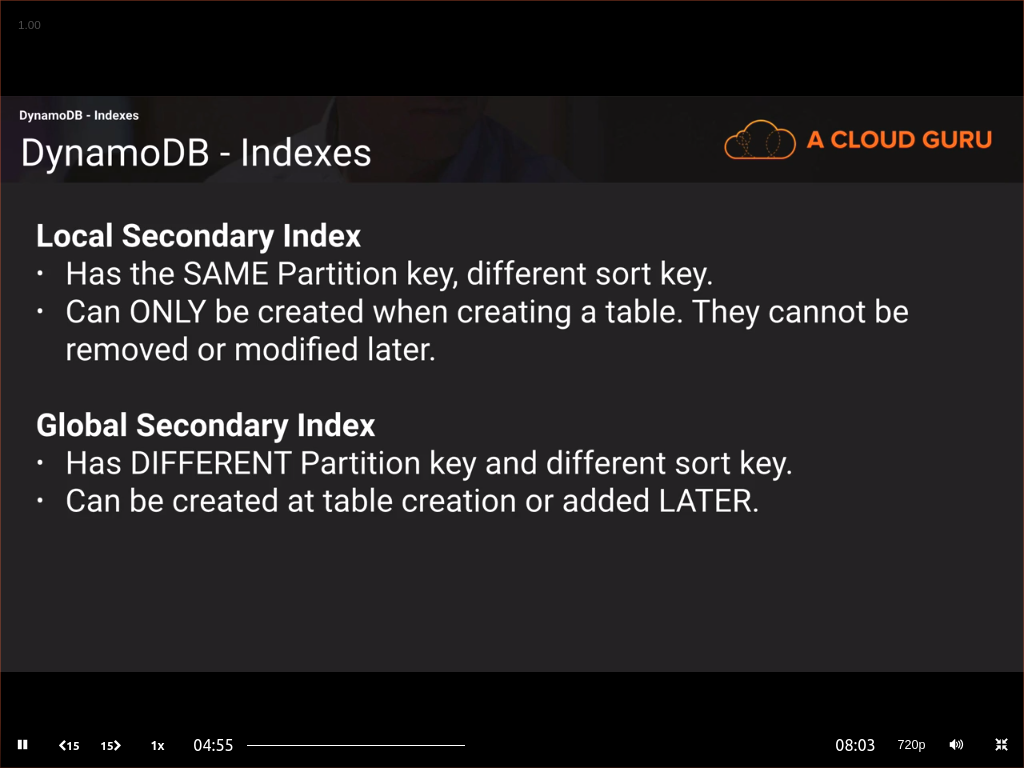 1.00
DynamoDB - Indexes
DynamoDB - Indexes
A CLOUD GURU
Local Secondary Index
• Has the SAME Partition key, different sort key.
• Can ONLY be created when creating a table. They cannot be
removed or modified later.
Global Secondary Index
• Has DIFFERENT Partition key and different sort key.
• Can be created at table creation or added LATER.
15 15 1x 04:55 08:03 720p